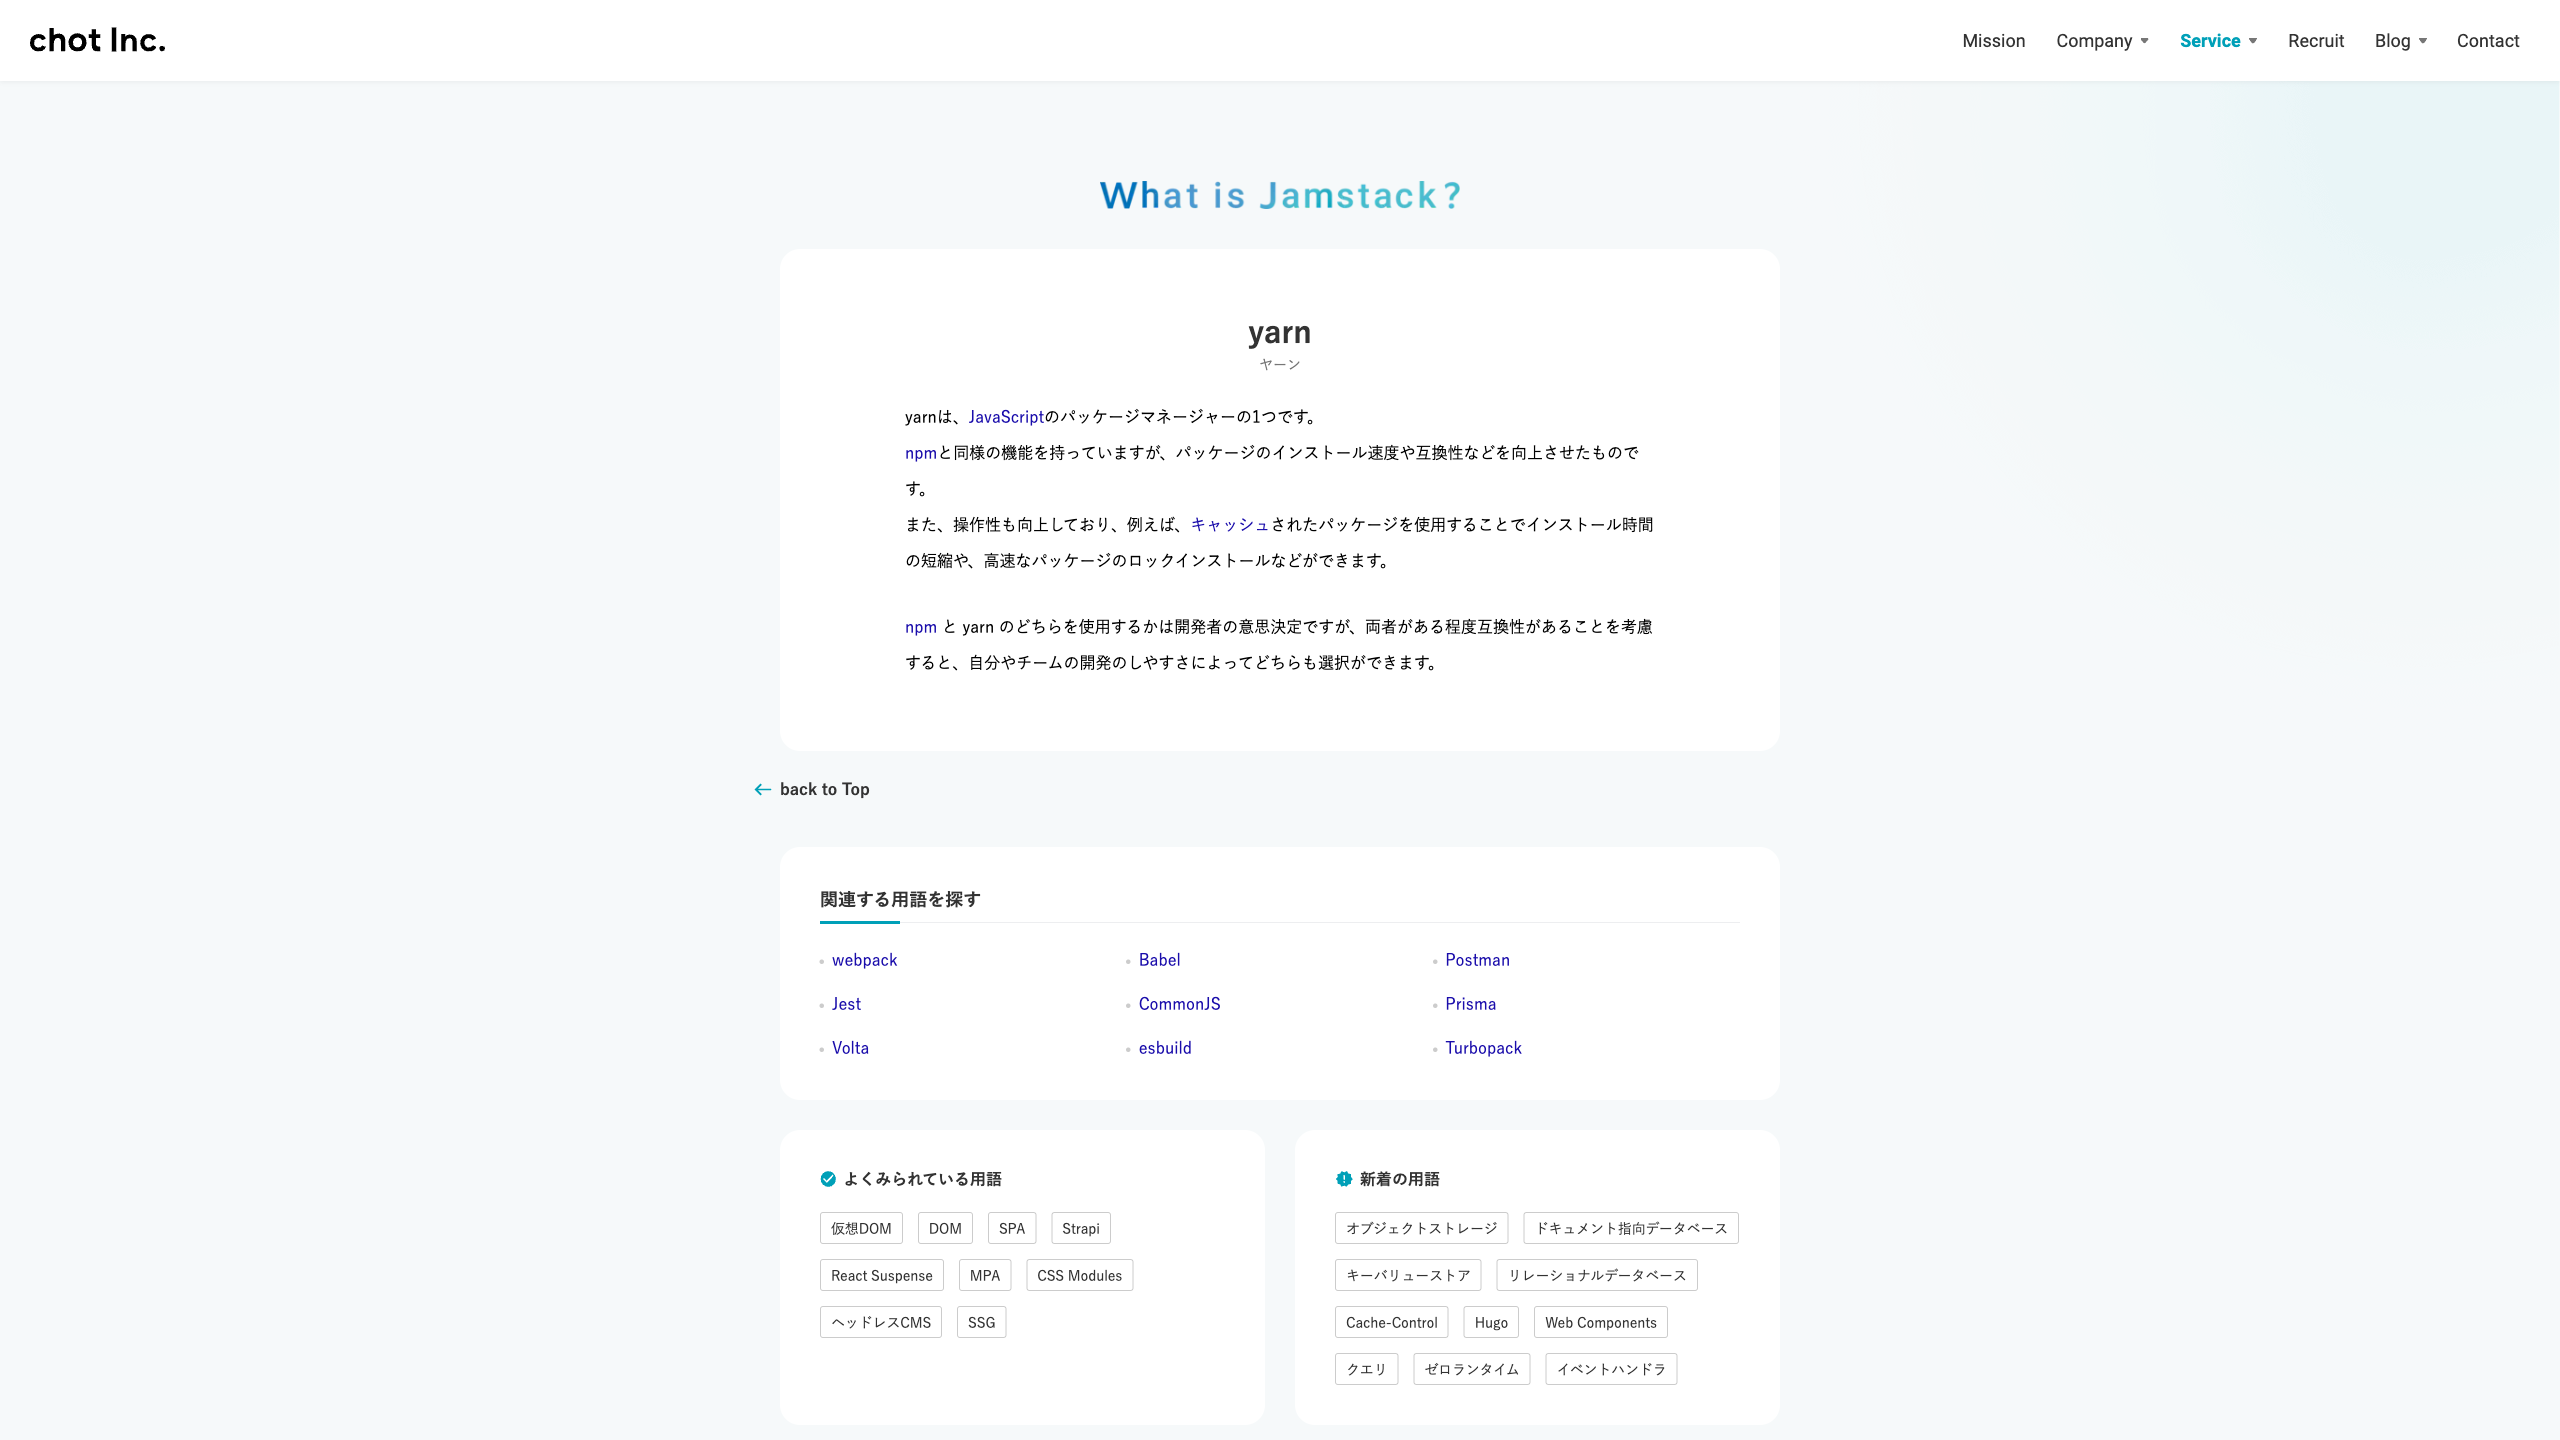 chot Inc.
Mission Company Service Recruit Blog Contact
What is Jamstack?
yarn
ヤーン
yarnは、JavaScriptのパッケージマネージャーの1つです。
npmと同様の機能を持っていますが、パッケージのインストール速度や互換性などを向上させたもので
す。
また、操作性も向上しており、例えば、キャッシュされたパッケージを使用することでインストール時間
の短縮や、高速なパッケージのロックインストールなどができます。
npm と yarn のどちらを使用するかは開発者の意思決定ですが、両者がある程度互換性があることを考慮
すると、自分やチームの開発のしやすさによってどちらも選択ができます。
back to Top
関連する用語を探す
webpack Babel Postman
Jest CommonJS Prisma
Volta esbuild Turbopack
よくみられている用語
仮想DOM DOM SPA Strapi
React Suspense MPA CSS Modules
ヘッドレスCMS SSG
新着の用語
オブジェクトストレージ ドキュメント指向データベース
キーバリューストア リレーショナルデータベース
Cache-Control Hugo Web Components
クエリ ゼロランタイム イベントハンドラ